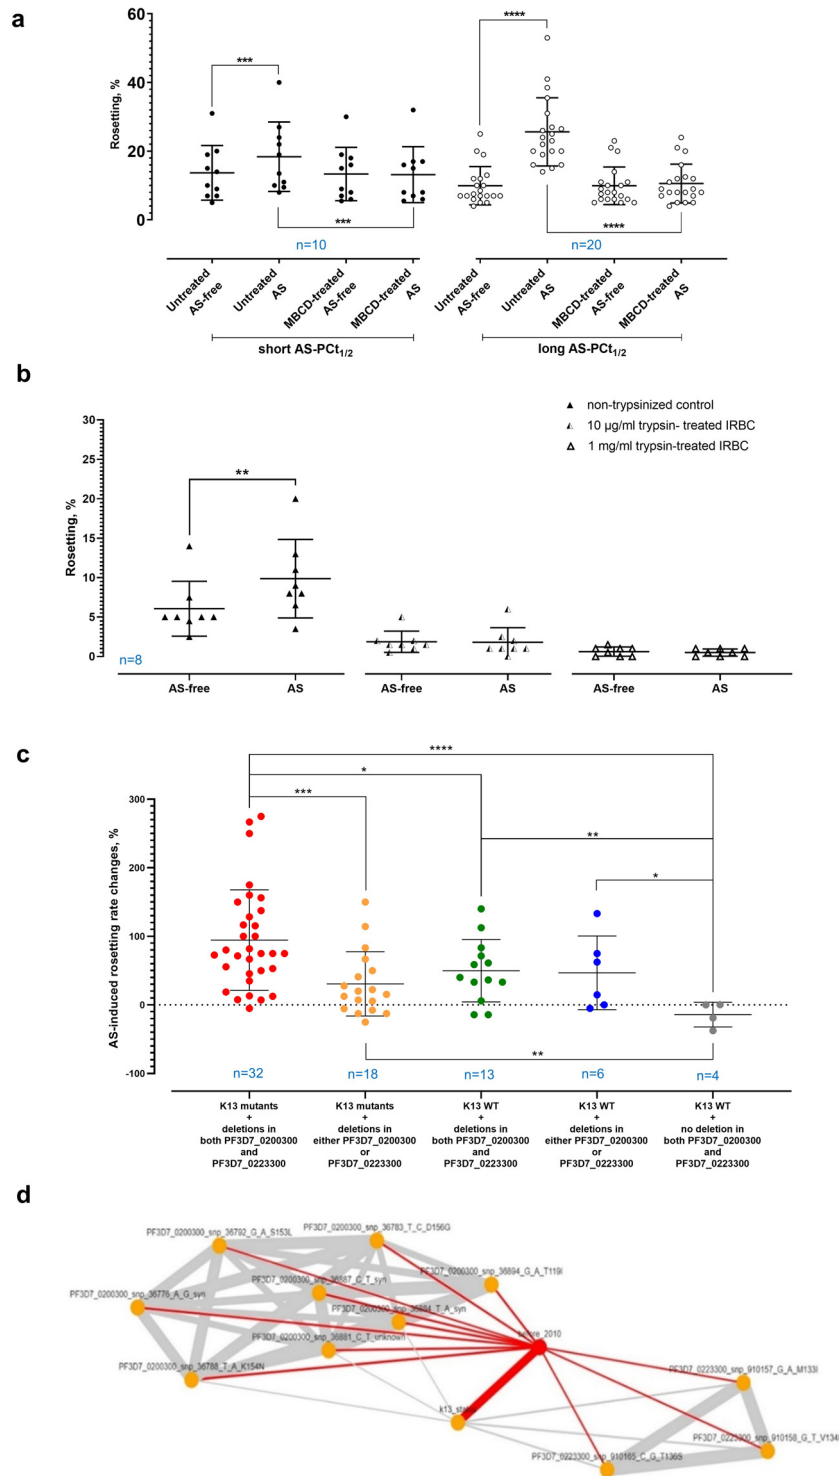 a
60
40
20
0
Rosetting, %
***
***
****
****
n=10
n=20
Untreated
AS-free
Untreated
AS
MBCD-treated
AS-free
MBCD-treated
AS
Untreated
AS-free
Untreated
AS
MBCD-treated
AS-free
MBCD-treated
AS
short AS-PCt1/2
long AS-PCt1/2
b
non-trypsinized control
10 µg/ml trypsin- treated IRBC
1 mg/ml trypsin-treated IRBC
30
25
20
15
10
5
0
Rosetting, %
**
n=8
AS-free
AS
AS-free
AS
AS-free
AS
c
****
*
***
**
*
**
300
200
100
0
-100
AS-induced rosetting rate changes, %
n=32
n=18
n=13
n=6
n=4
K13 mutants
+
deletions in
both PF3D7_0200300
and
PF3D7_0223300
K13 mutants
+
deletions in
either PF3D7_0200300
or
PF3D7_0223300
K13 WT
+
deletions in
both PF3D7_0200300
and
PF3D7_0223300
K13 WT
+
deletions in
either PF3D7_0200300
or
PF3D7_0223300
K13 WT
+
no deletion in
both PF3D7_0200300
and
PF3D7_0223300
d
PF3D7_0200300_snp_36783_T_C_D156G
PF3D7_0200300_snp_36792_G_A_S153L
PF3D7_0200300_snp_36894_G_A_T119I
PF3D7_0200300_snp_36776_A_G_syn
PF3D7_0200300_snp_36881_C_T_unknown
PF3D7_0200300_snp_36788_T_A_K154N
PF3D7_0223300_snp_910157_G_A_M133I
PF3D7_0223300_snp_910158_G_T_V134
PF3D7_0223300_snp_910165_C_G_T136S